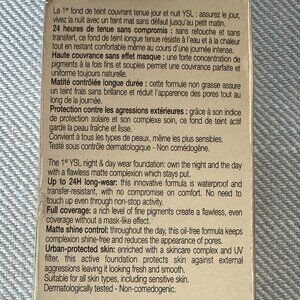 Le 1er fond de teint couvrant tenue jour et nuit YSL : assurez le jour,
vivez la nuit avec un teint mat sans défaut jusqu'au petit matin.
24 heures de tenue sans compromis : sans retouche et sans
transfert, ce fond de teint longue tenue résiste à l'eau et à la chaleur
tout en restant confortable même au cours d'une journée intense.
Haute couvrance sans effet masque : une forte concentration de
pigments à la fois fins et souples permet une couvrance parfaite et
uniforme toujours naturelle.
Matité contrôlée longue durée : cette formule non grasse assure
un teint frais sans brillance et réduit l'apparence des pores tout au
long de la journée.
Protection contre les agressions extérieures : grâce à son indice
de protection solaire et son complexe soin, ce fond de teint actif
garde la peau fraîche et lisse.
Convient à tous les types de peaux, même les plus sensibles.
Testé sous contrôle dermatologique - Non comédogène.
The 1st YSL night & day wear foundation: own the night and the day
with a flawless matte complexion which stays put.
Up to 24H long-wear: this innovative formula is waterproof and
transfer-resistant, with no compromise on comfort. No need to
touch up even through non-stop activity.
Full coverage: a rich level of fine pigments create a flawless, even
coverage without a mask-like effect.
Matte shine control: throughout the day, this oil-free formula keeps
complexion shine-free and reduces the appearance of pores.
Urban-protected skin: enriched with a skincare complex and UV
filter, this active foundation protects skin against external
aggressions leaving it looking fresh and smooth.
Suitable for all skin types, including sensitive skin.
Dermatologically tested - Non-comedogenic.